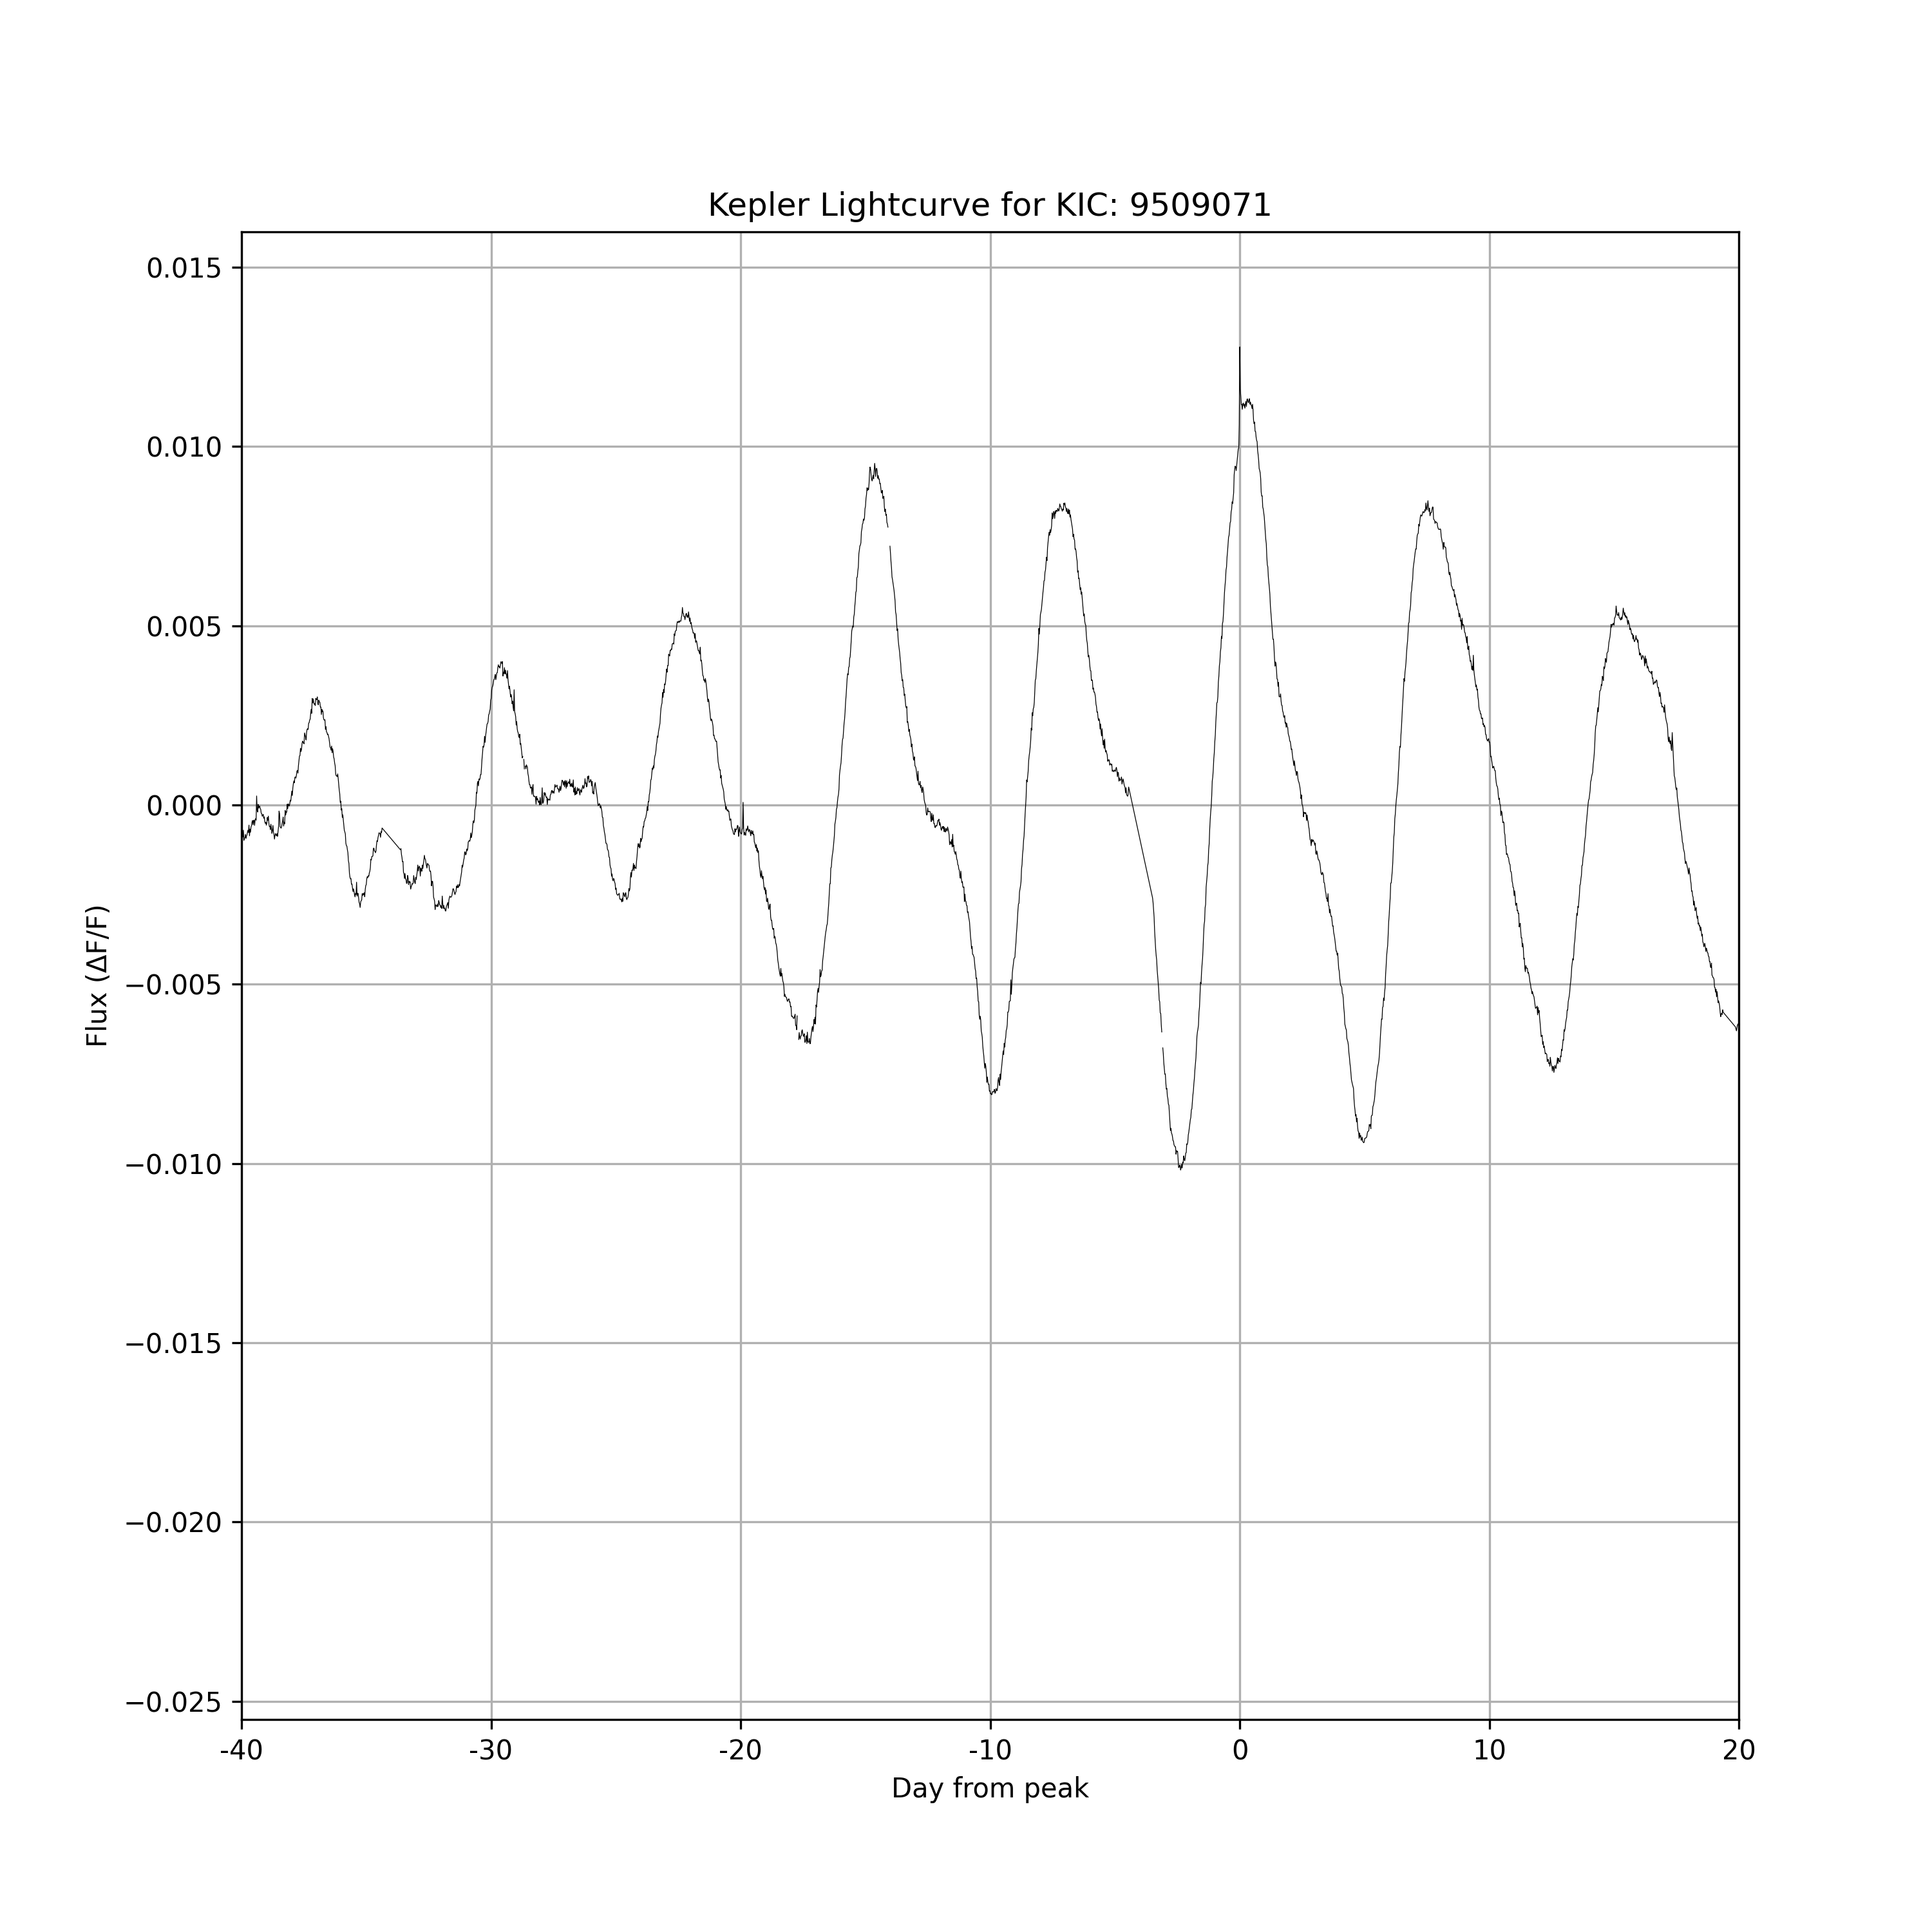 Kepler Lightcurve for KIC: 9509071
0.015
0.010
0.005
0.000
−0.005
−0.010
−0.015
−0.020
−0.025
Flux (ΔF/F)
-40 -30 -20 -10 0 10 20
Day from peak